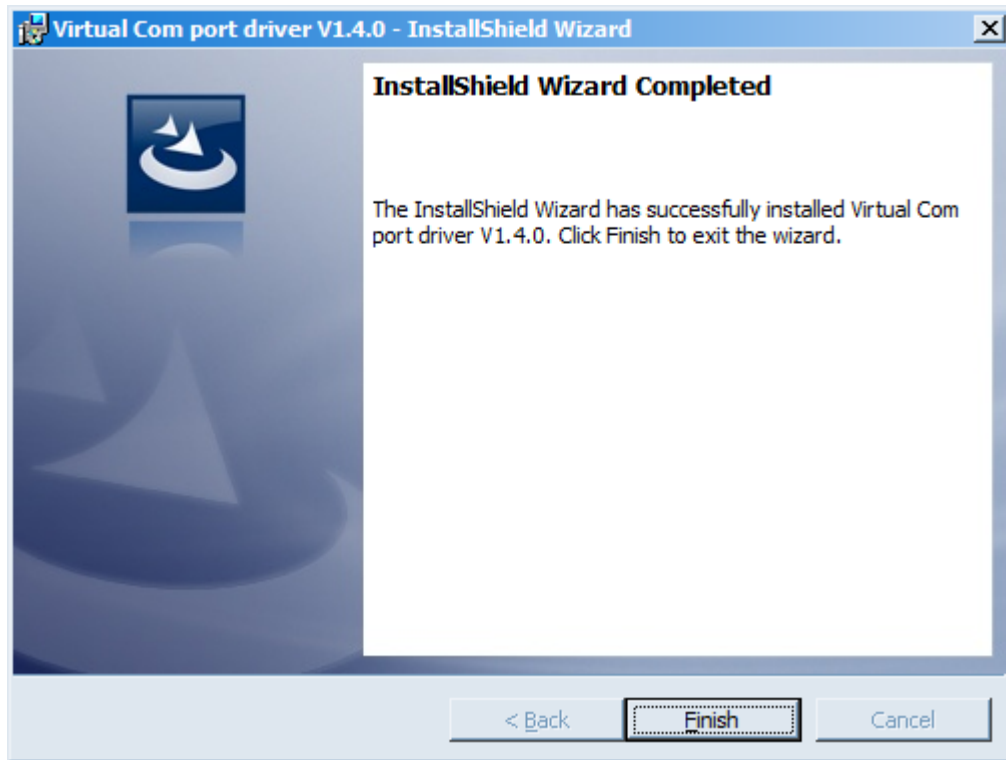 Virtual Com port driver V1.4.0 - InstallShield Wizard
InstallShield Wizard Completed
The InstallShield Wizard has successfully installed Virtual Com
port driver V1.4.0. Click Finish to exit the wizard.
< Back Finish Cancel